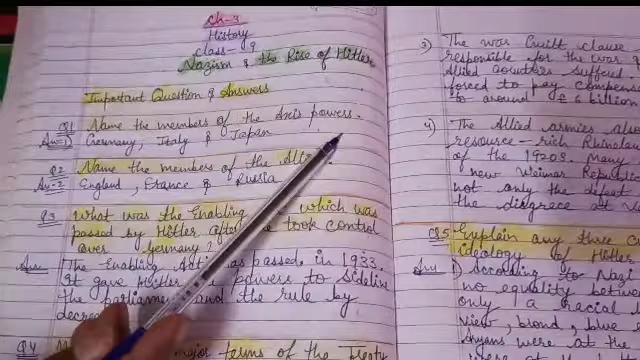 Ch-3
History
class-9
Nazism & the Rise of Hitler
Important Question & Answers
Q1 Name the members of the Axis powers.
Ans-1) Germany, Italy & Japan
Q2 Name the members of the
Ans-2 England, France & Russia
Q3 What was the Enabling which was
passed by Hitler he took control
over Germany?
Ans The Enabling passed in 1933.
It gave Hitler powers to Sideline
the parliament and the rule by
Q4 major terms of the Treaty
3) The war Guilt clause
responsible for the war &
Allied countries suffered
forced to pay compens
to around £6 billion
4) The Allied armies als
resource-rich Rhinelan
of the 1920s. Many
new Weimar Republic
not only the defeat
the disgrace at V
Q5 Explain any three
ideology of Hitler
Ans 1) According to Nazi
no equality betwee
only a racial
view, blond, blue
Aryans were at the